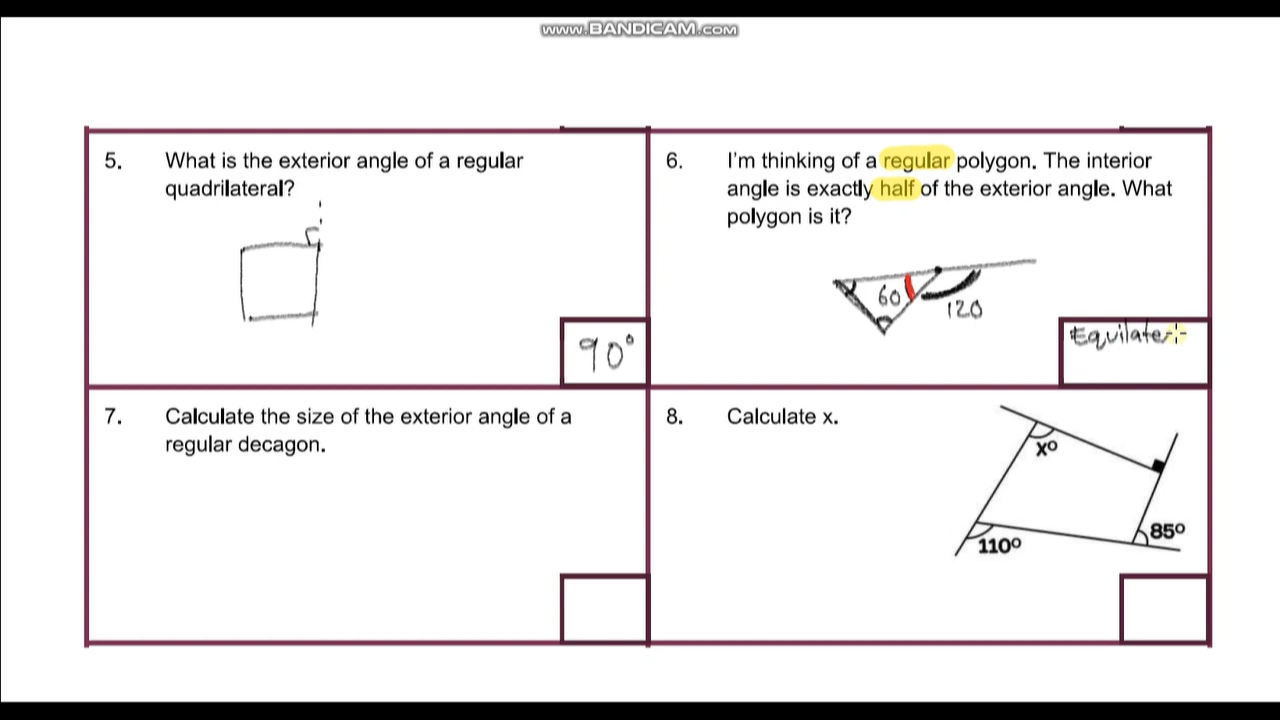 www.BANDICAM.com
5. What is the exterior angle of a regular
quadrilateral?
90°
6. I'm thinking of a regular polygon. The interior
angle is exactly half of the exterior angle. What
polygon is it?
60
120
Equilater
7. Calculate the size of the exterior angle of a
regular decagon.
8. Calculate x.
x°
85°
110°